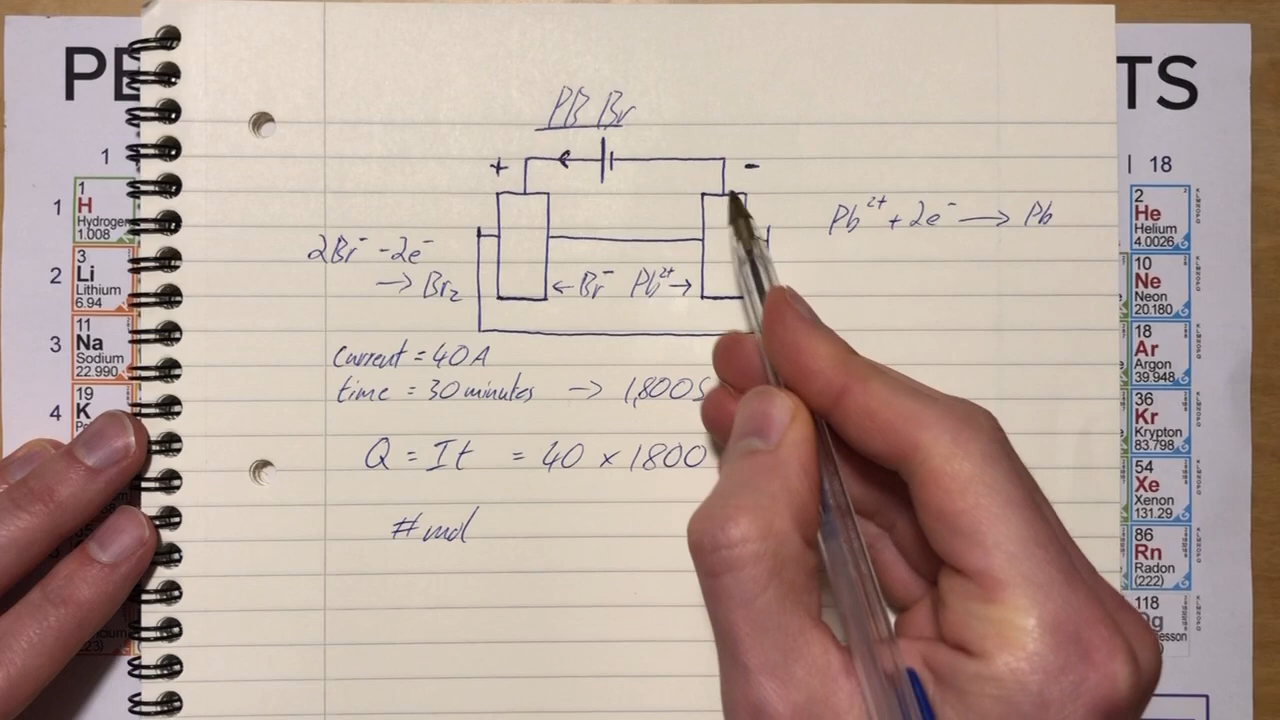 PE
TS
1
18
1
1
H
Hydrogen
1.008
2
He
Helium
4.0026
2
3
Li
Lithium
6.94
10
Ne
Neon
20.180
3
11
Na
Sodium
22.990
18
Ar
Argon
39.948
4
19
K
36
Kr
Krypton
83.798
54
Xe
Xenon
131.29
86
Rn
Radon
(222)
118
PB Br
+ -
2Br⁻ - 2e⁻
→ Br₂
← Br⁻ Pb²⁺ →
Pb²⁺ + 2e⁻ → Pb
Current = 40A
time = 30 minutes → 1,800s
Q = It = 40 × 1800
# mol